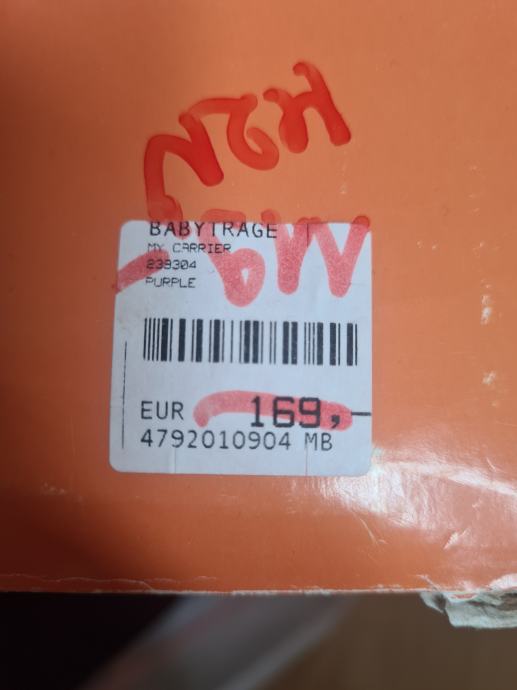 BABYTRAGE
MY CARRIER
239304
PURPLE
EUR 169,-
4792010904 MB